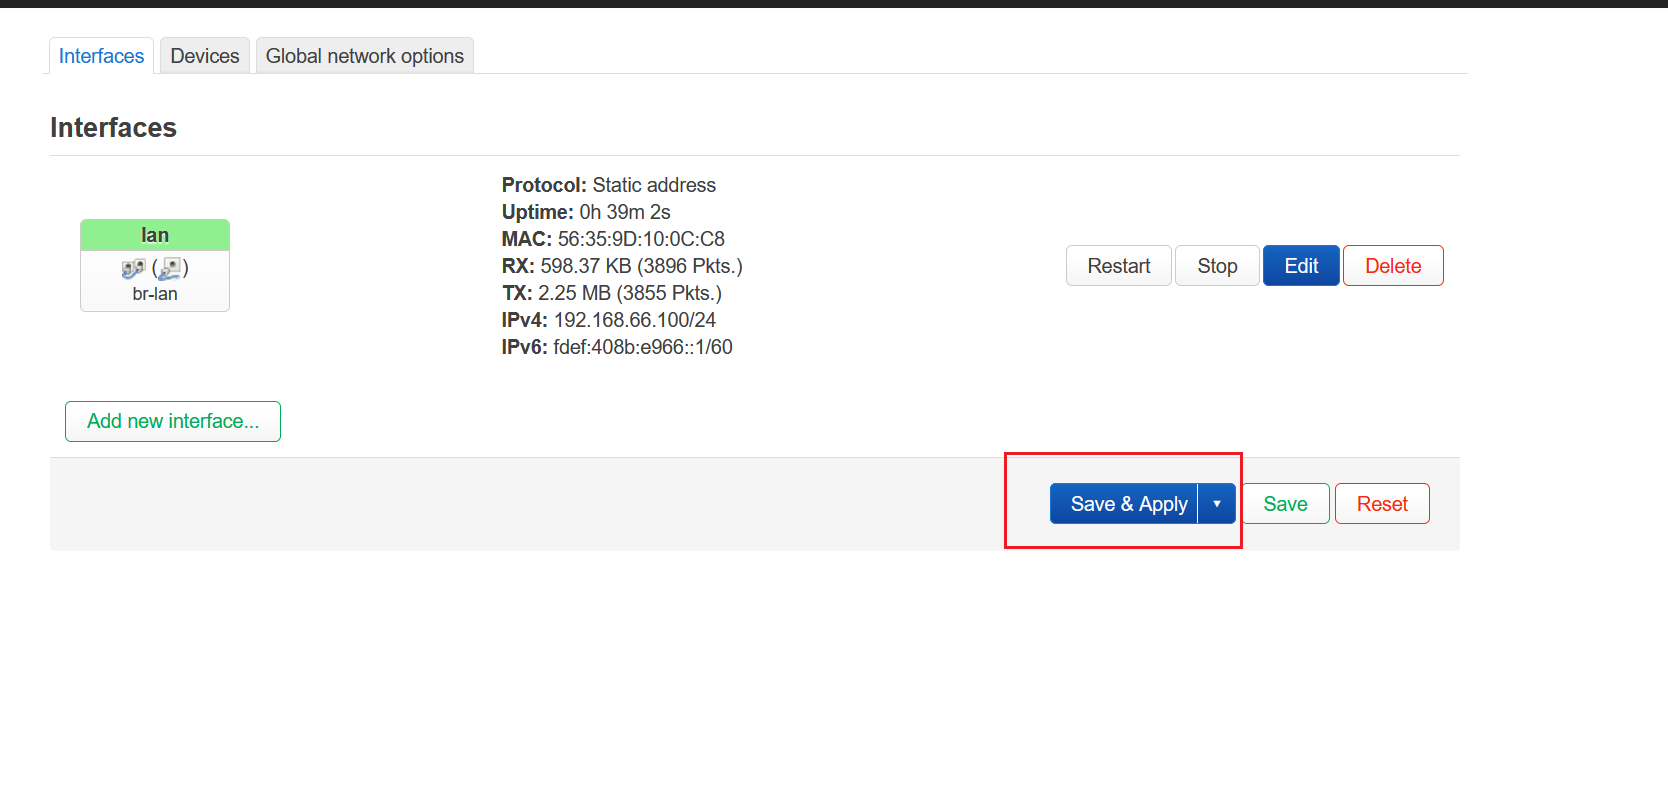 Interfaces Devices Global network options
Interfaces
Protocol: Static address
Uptime: 0h 39m 2s
MAC: 56:35:9D:10:0C:C8
RX: 598.37 KB (3896 Pkts.)
TX: 2.25 MB (3855 Pkts.)
IPv4: 192.168.66.100/24
IPv6: fdef:408b:e966::1/60
lan
( )
br-lan
Restart Stop Edit Delete
Add new interface...
Save & Apply ▾ Save Reset